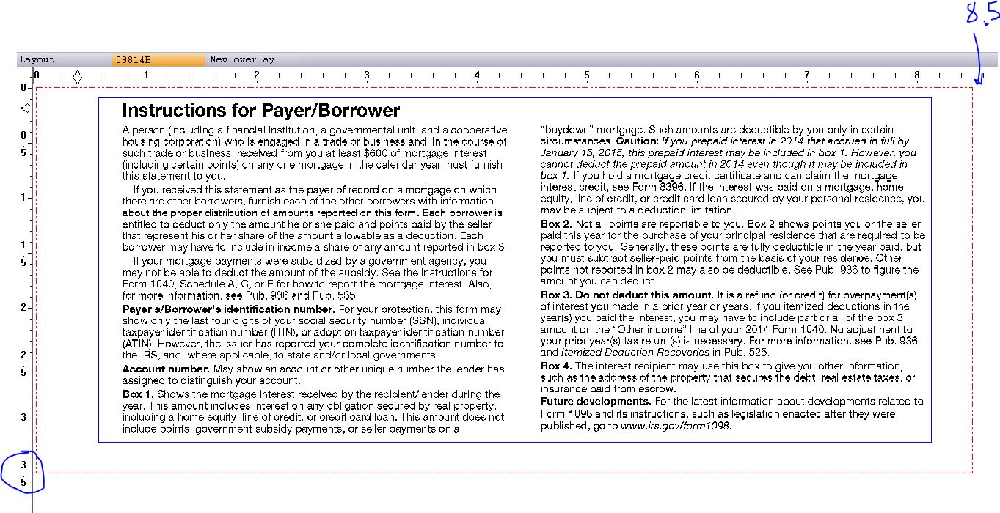 8.5
Layout 09814B New overlay
0 1 2 3 4 5 6 7 8
0
0.5
1
1.5
2
2.5
3
3.5
Instructions for Payer/Borrower
A person (including a financial institution, a governmental unit, and a cooperative
housing corporation) who is engaged in a trade or business and, in the course of
such trade or business, received from you at least $600 of mortgage interest
(including certain points) on any one mortgage in the calendar year must furnish
this statement to you.
If you received this statement as the payer of record on a mortgage on which
there are other borrowers, furnish each of the other borrowers with information
about the proper distribution of amounts reported on this form. Each borrower is
entitled to deduct only the amount he or she paid and points paid by the seller
that represent his or her share of the amount allowable as a deduction. Each
borrower may have to include in income a share of any amount reported in box 3.
If your mortgage payments were subsidized by a government agency, you
may not be able to deduct the amount of the subsidy. See the instructions for
Form 1040, Schedule A, C, or E for how to report the mortgage interest. Also,
for more information, see Pub. 936 and Pub. 535.
Payer's/Borrower's identification number. For your protection, this form may
show only the last four digits of your social security number (SSN), individual
taxpayer identification number (ITIN), or adoption taxpayer identification number
(ATIN). However, the issuer has reported your complete identification number to
the IRS, and, where applicable, to state and/or local governments.
Account number. May show an account or other unique number the lender has
assigned to distinguish your account.
Box 1. Shows the mortgage interest received by the recipient/lender during the
year. This amount includes interest on any obligation secured by real property,
including a home equity, line of credit, or credit card loan. This amount does not
include points, government subsidy payments, or seller payments on a
“buydown” mortgage. Such amounts are deductible by you only in certain
circumstances. Caution: If you prepaid interest in 2014 that accrued in full by
January 15, 2015, this prepaid interest may be included in box 1. However, you
cannot deduct the prepaid amount in 2014 even though it may be included in
box 1. If you hold a mortgage credit certificate and can claim the mortgage
interest credit, see Form 8396. If the interest was paid on a mortgage, home
equity, line of credit, or credit card loan secured by your personal residence, you
may be subject to a deduction limitation.
Box 2. Not all points are reportable to you. Box 2 shows points you or the seller
paid this year for the purchase of your principal residence that are required to be
reported to you. Generally, these points are fully deductible in the year paid, but
you must subtract seller-paid points from the basis of your residence. Other
points not reported in box 2 may also be deductible. See Pub. 936 to figure the
amount you can deduct.
Box 3. Do not deduct this amount. It is a refund (or credit) for overpayment(s)
of interest you made in a prior year or years. If you itemized deductions in the
year(s) you paid the interest, you may have to include part or all of the box 3
amount on the “Other income” line of your 2014 Form 1040. No adjustment to
your prior year(s) tax return(s) is necessary. For more information, see Pub. 936
and Itemized Deduction Recoveries in Pub. 525.
Box 4. The interest recipient may use this box to give you other information,
such as the address of the property that secures the debt, real estate taxes, or
insurance paid from escrow.
Future developments. For the latest information about developments related to
Form 1098 and its instructions, such as legislation enacted after they were
published, go to www.irs.gov/form1098.